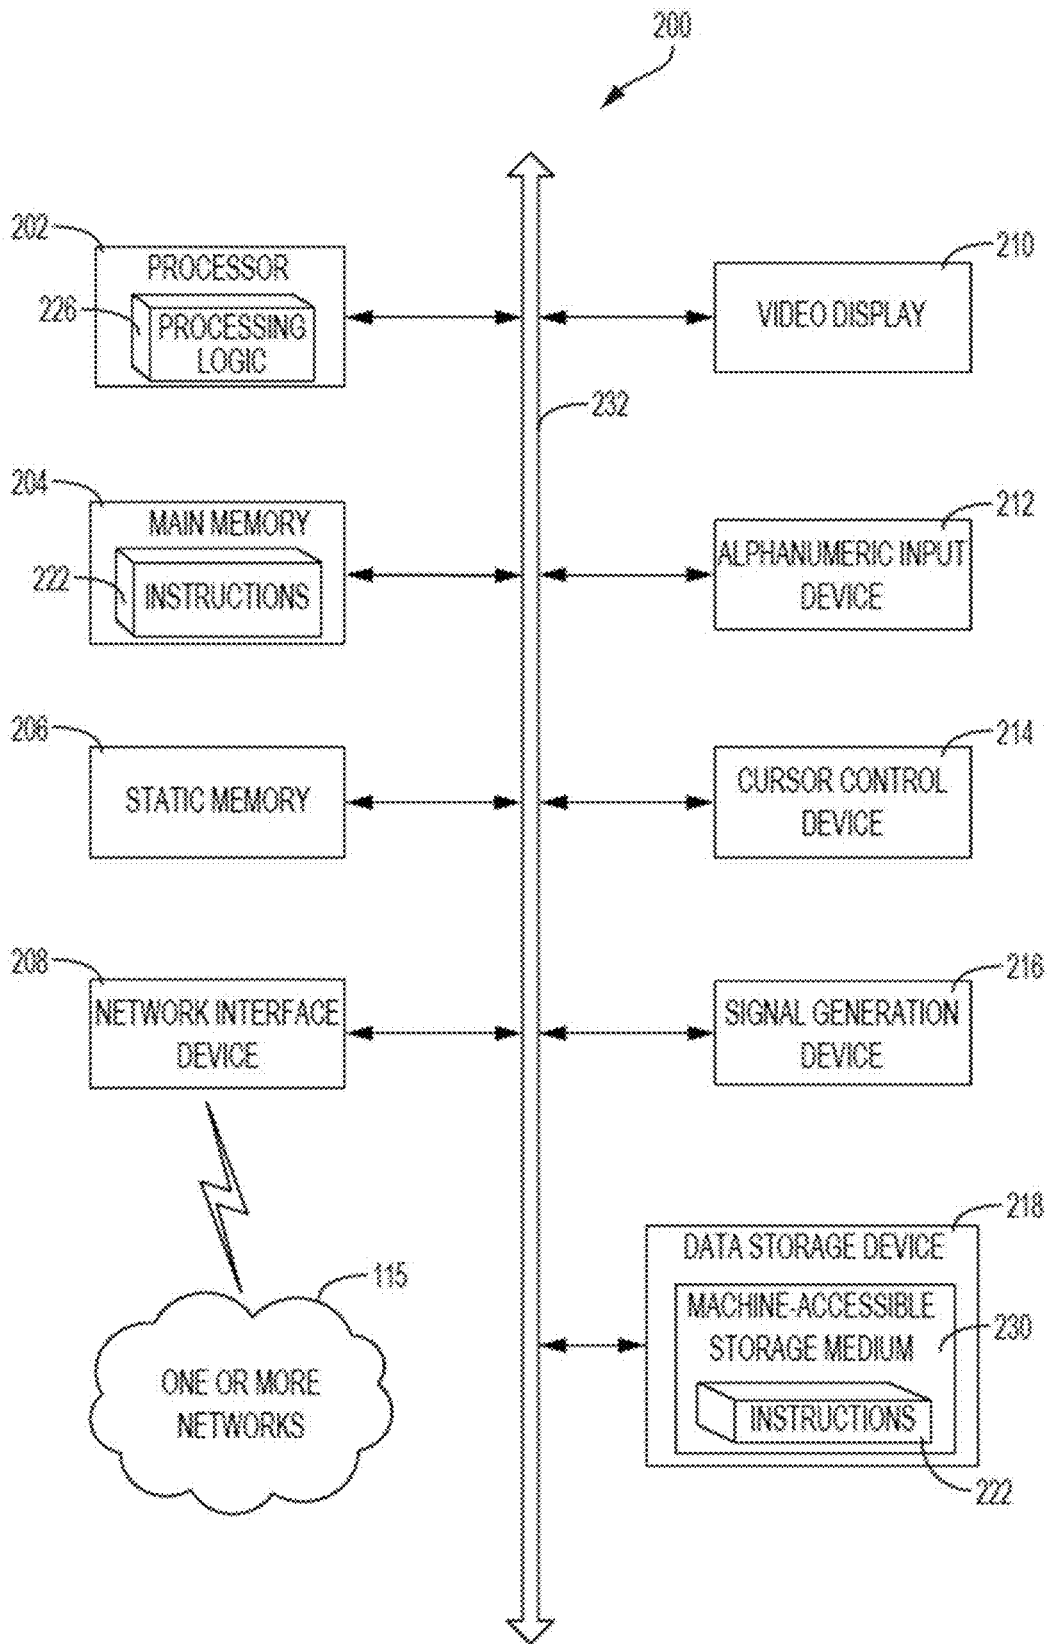 200
202
PROCESSOR
226
PROCESSING
LOGIC
210
VIDEO DISPLAY
232
204
MAIN MEMORY
222
INSTRUCTIONS
212
ALPHANUMERIC INPUT
DEVICE
206
STATIC MEMORY
214
CURSOR CONTROL
DEVICE
208
NETWORK INTERFACE
DEVICE
216
SIGNAL GENERATION
DEVICE
115
ONE OR MORE
NETWORKS
218
DATA STORAGE DEVICE
MACHINE-ACCESSIBLE
STORAGE MEDIUM
230
INSTRUCTIONS
222